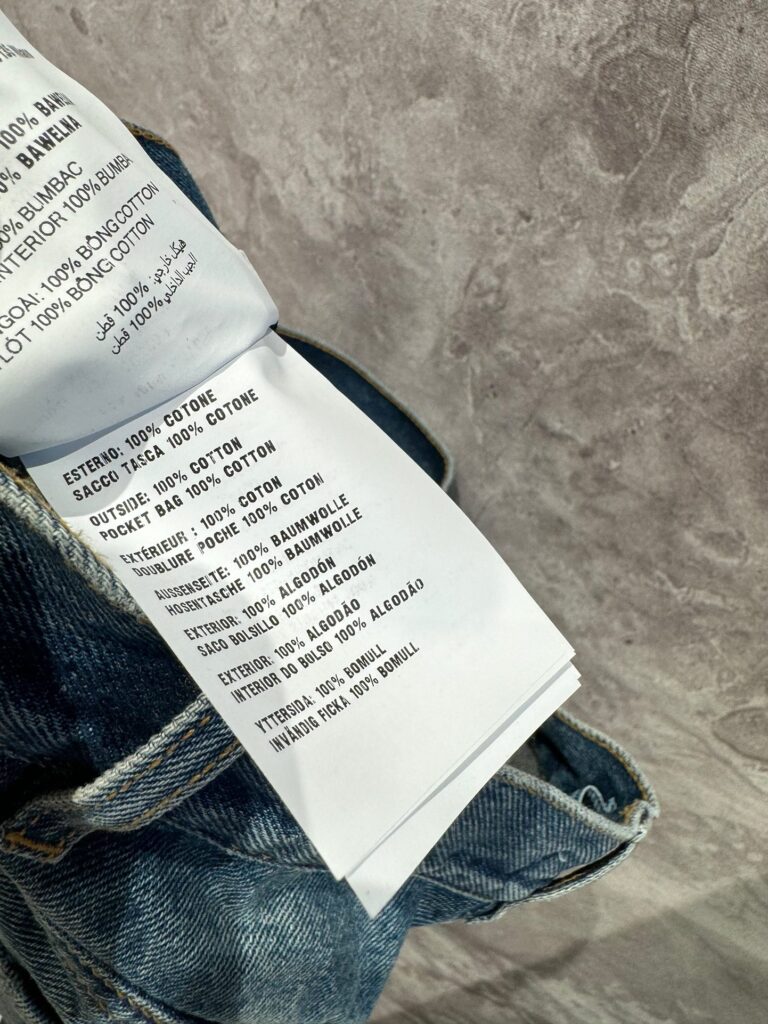 100% BAWEŁNA
BUMBAC
INTERIOR 100% BUMBA
100% BÔNG COTTON
LÓT 100% BÔNG COTTON
هيكل خارجي: 100% قطن
الجيب الداخلي 100% قطن
ESTERNO: 100% COTONE
SACCO TASCA 100% COTONE
OUTSIDE: 100% COTTON
POCKET BAG 100% COTTON
EXTÉRIEUR : 100% COTON
DOUBLURE POCHE 100% COTON
AUSSENSEITE: 100% BAUMWOLLE
HOSENTASCHE 100% BAUMWOLLE
EXTERIOR: 100% ALGODÓN
SACO BOLSILLO 100% ALGODÓN
EXTERIOR: 100% ALGODÃO
INTERIOR DO BOLSO 100% ALGODÃO
YTTERSIDA: 100% BOMULL
INVÄNDIG FICKA 100% BOMULL